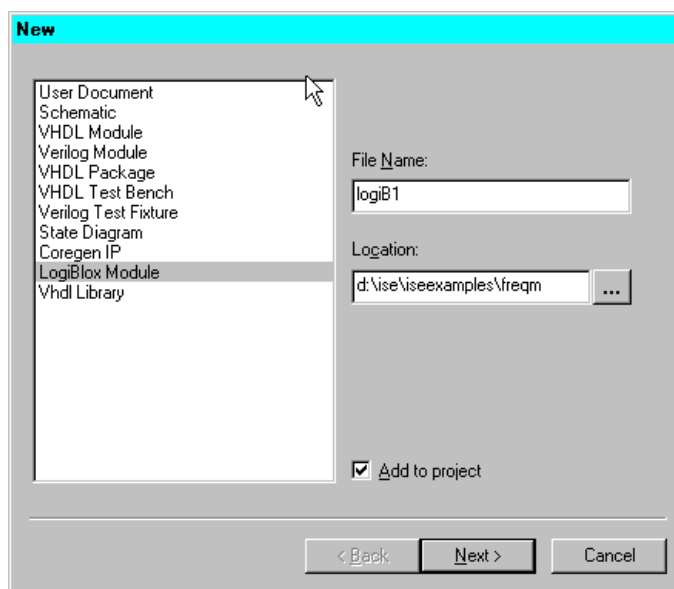 New
User Document
Schematic
VHDL Module
Verilog Module
VHDL Package
VHDL Test Bench
Verilog Test Fixture
State Diagram
Coregen IP
LogiBlox Module
Vhdl Library
File Name:
logiB1
Location:
d:\ise\iseexamples\freqm
...
Add to project
< Back
Next >
Cancel